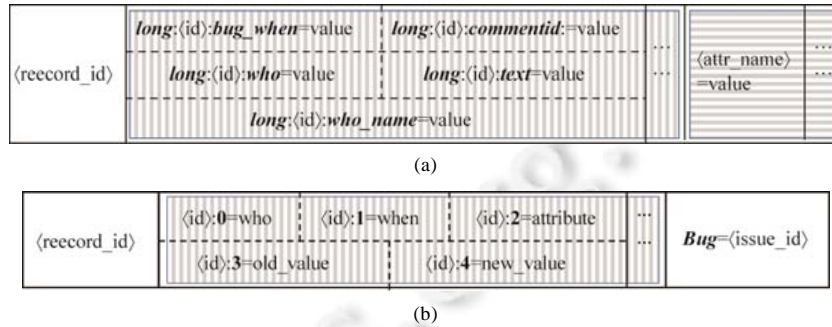 long:⟨id⟩:bug_when=value long:⟨id⟩:commentid:=value ... ⟨attr_name⟩ ...
⟨reecord_id⟩ long:⟨id⟩:who=value long:⟨id⟩:text=value ... =value ...
long:⟨id⟩:who_name=value
(a)
⟨id⟩:0=who ⟨id⟩:1=when ⟨id⟩:2=attribute ...
⟨reecord_id⟩ ... Bug=⟨issue_id⟩
⟨id⟩:3=old_value ⟨id⟩:4=new_value
(b)